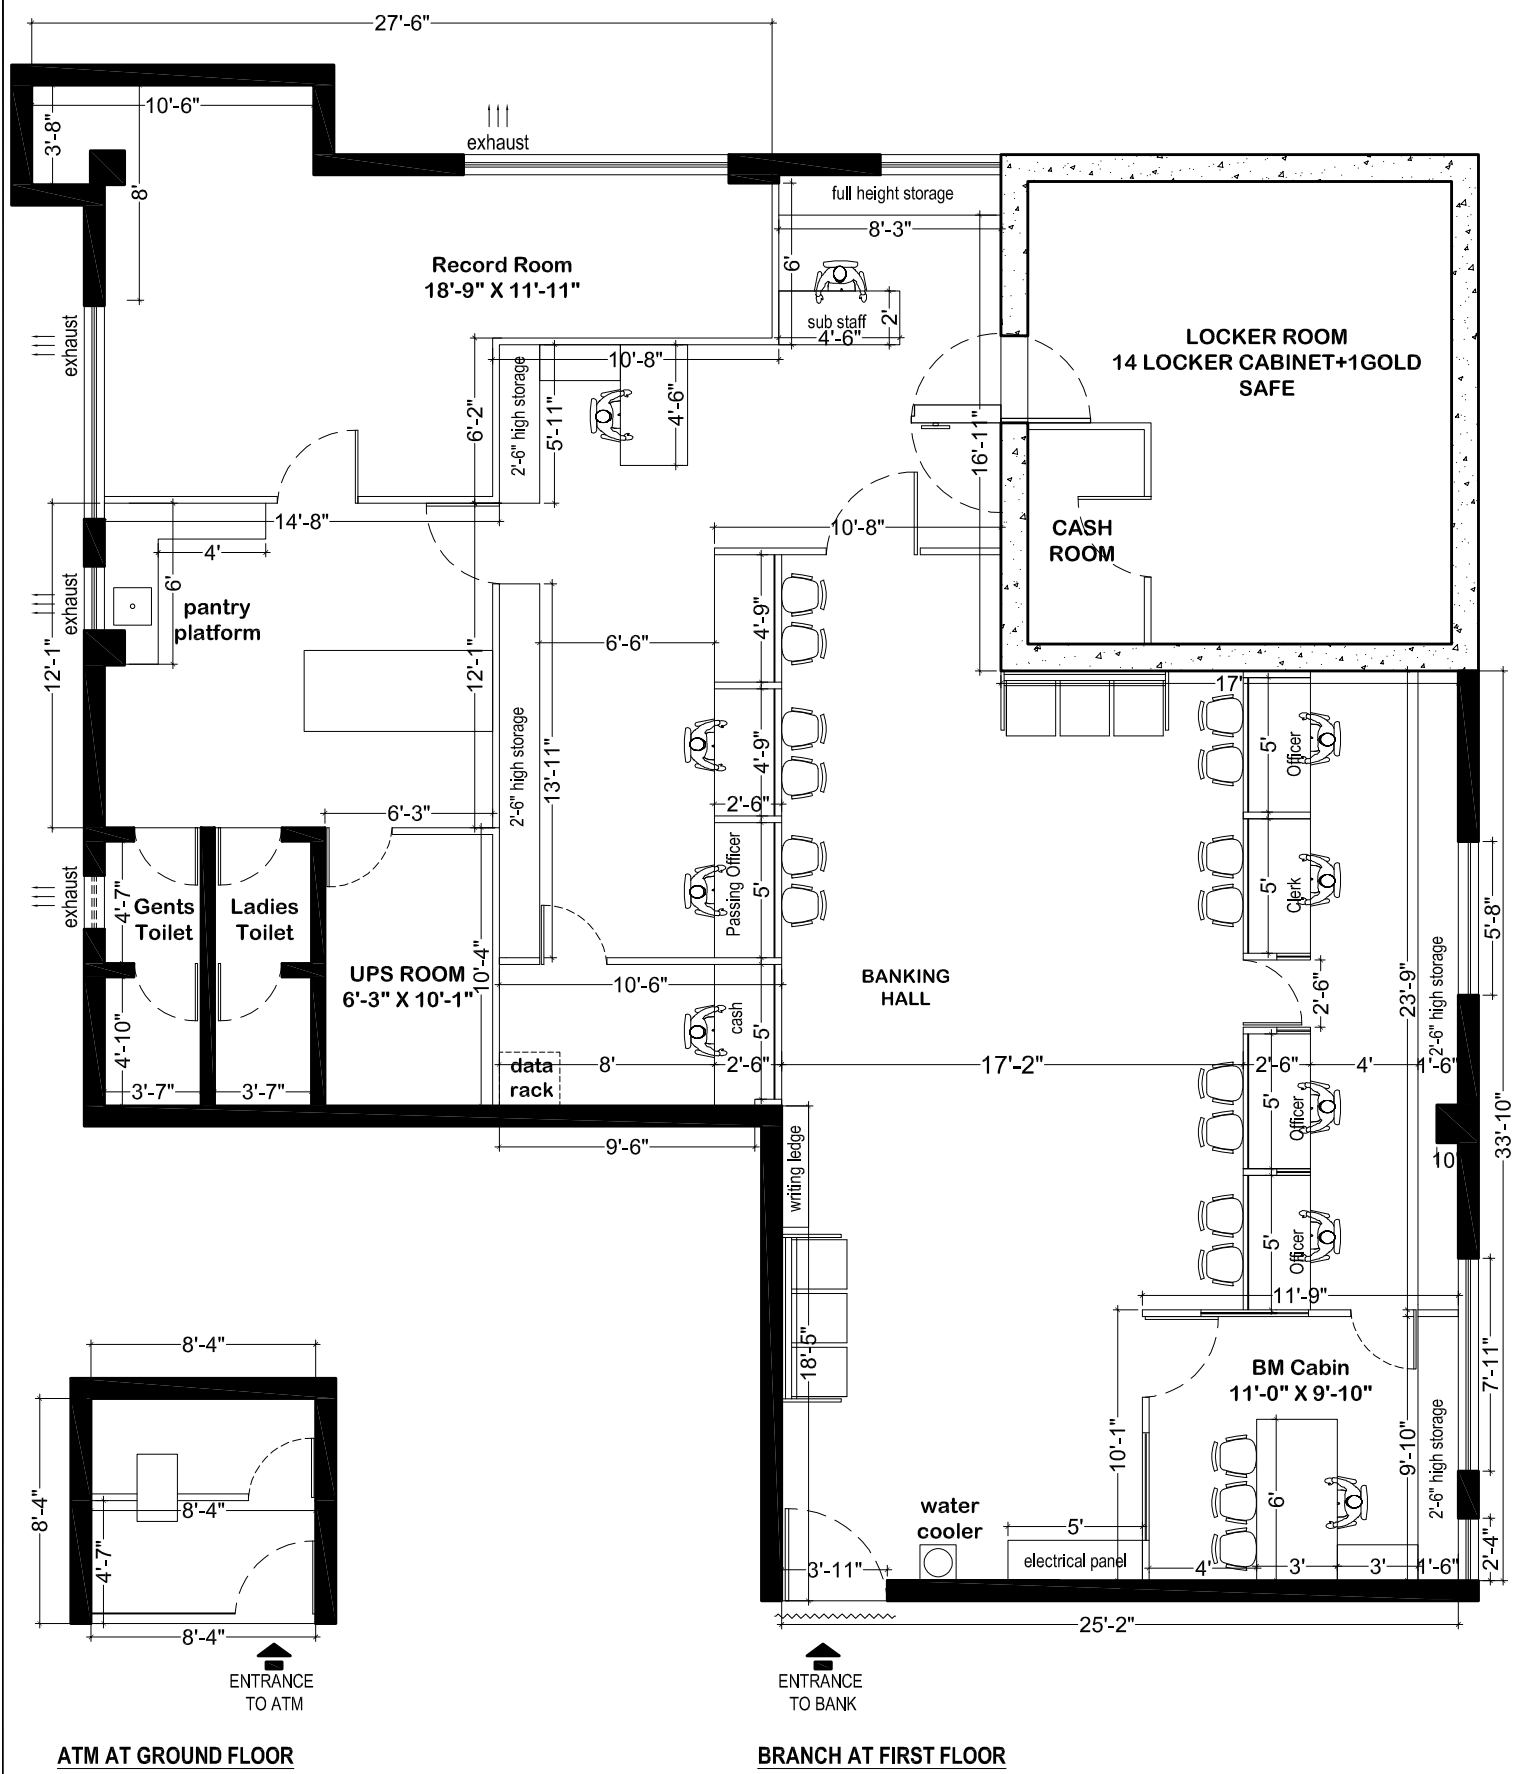 27'-6"
10'-6"
3'-8"
8'
exhaust
full height storage
8'-3"
6'
Record Room
18'-9" X 11'-11"
sub staff
4'-6"
2'
LOCKER ROOM
14 LOCKER CABINET+1GOLD
SAFE
exhaust
10'-8"
2'-6" high storage
5'-11"
4'-6"
6'-2"
16'-11"
14'-8"
4'
6'
10'-8"
CASH
ROOM
exhaust
pantry
platform
12'-1"
12'-1"
6'-6"
4'-9"
17'
2'-6" high storage
13'-11"
4'-9"
5'
Officer
6'-3"
2'-6"
exhaust
4'-7"
Gents
Toilet
Ladies
Toilet
Passing Officer
5'
5'
Clerk
5'-8"
UPS ROOM
6'-3" X 10'-1"
10'-4"
10'-6"
BANKING
HALL
2'-6"
23'-9"
2'-6" high storage
4'-10"
cash
5'
data
rack
8'
2'-6"
17'-2"
2'-6"
4'
1'-6"
3'-7"
3'-7"
5'
Officer
33'-10"
10"
9'-6"
writing ledge
5'
Officer
11'-9"
18'-5"
BM Cabin
11'-0" X 9'-10"
7'-11"
8'-4"
8'-4"
10'-1"
9'-10"
2'-6" high storage
6'
8'-4"
4'-7"
water
cooler
5'
electrical panel
3'-11"
4'
3'
3'
1'-6"
2'-4"
8'-4"
25'-2"
ENTRANCE
TO ATM
ENTRANCE
TO BANK
ATM AT GROUND FLOOR
BRANCH AT FIRST FLOOR